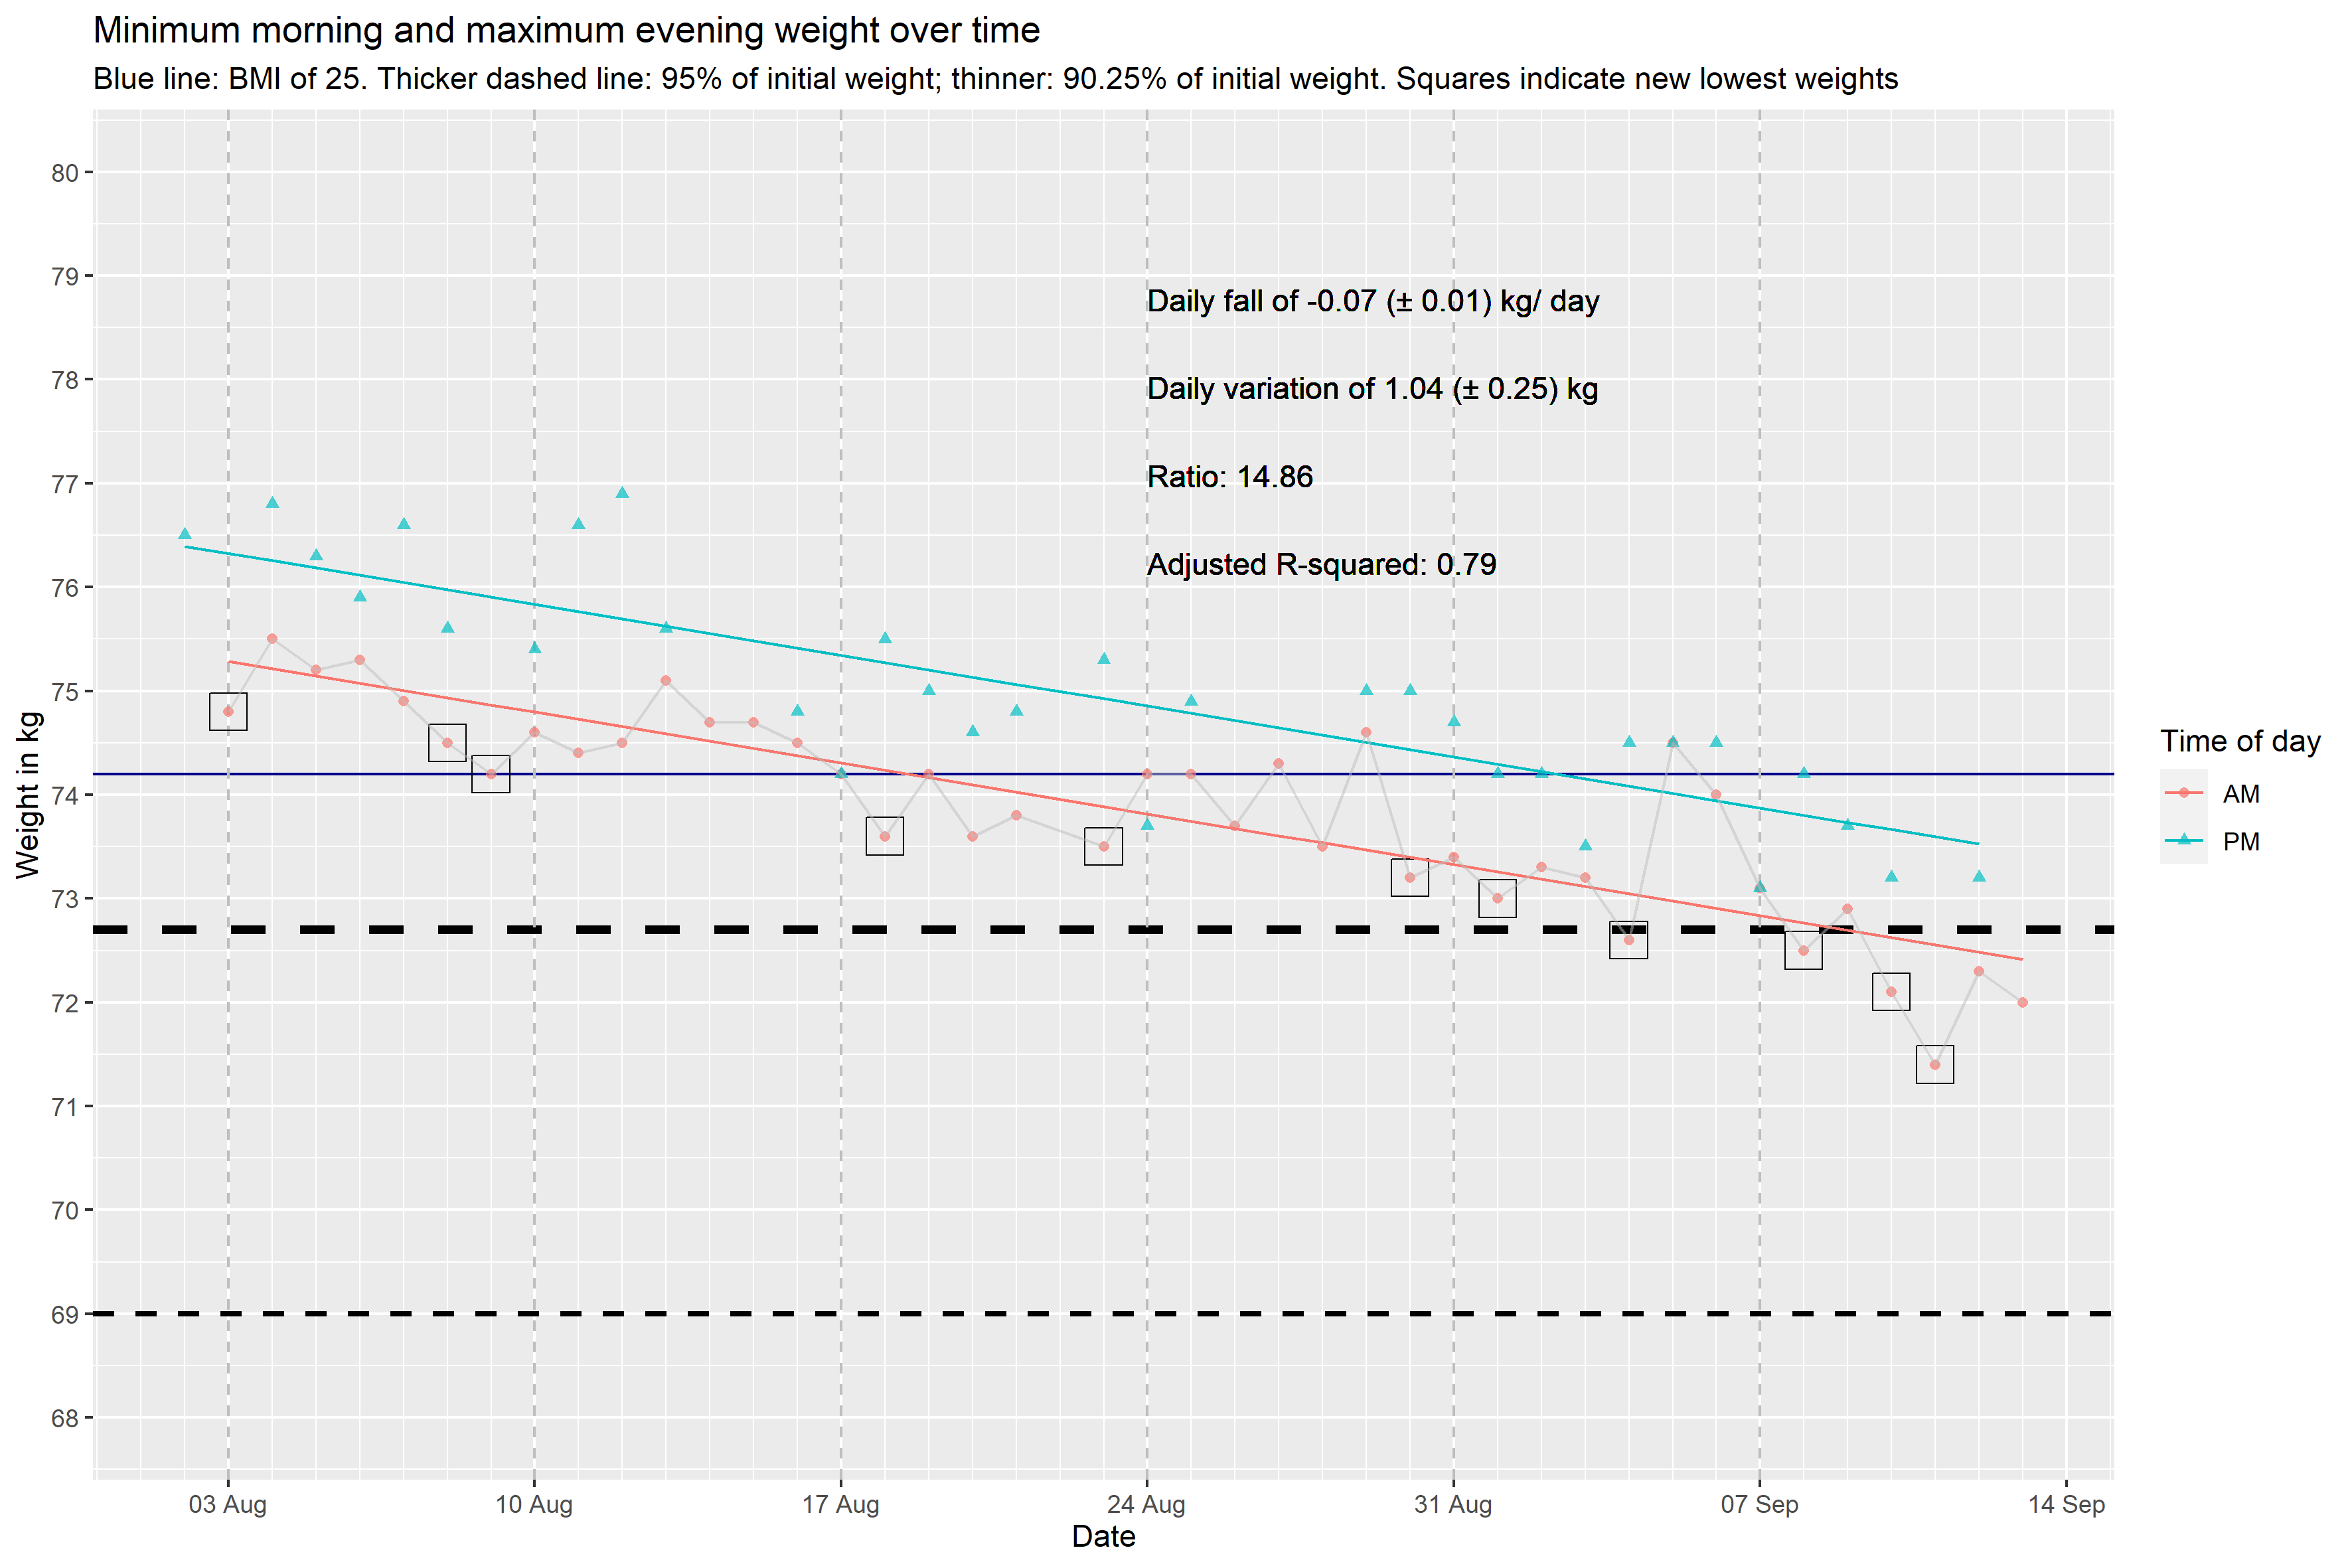 Minimum morning and maximum evening weight over time
Blue line: BMI of 25. Thicker dashed line: 95% of initial weight; thinner: 90.25% of initial weight. Squares indicate new lowest weights
80
79
78
77
76
75
74
73
72
71
70
69
68
Weight in kg
Daily fall of -0.07 (± 0.01) kg/ day
Daily variation of 1.04 (± 0.25) kg
Ratio: 14.86
Adjusted R-squared: 0.79
Time of day
AM
PM
03 Aug
10 Aug
17 Aug
24 Aug
31 Aug
07 Sep
14 Sep
Date